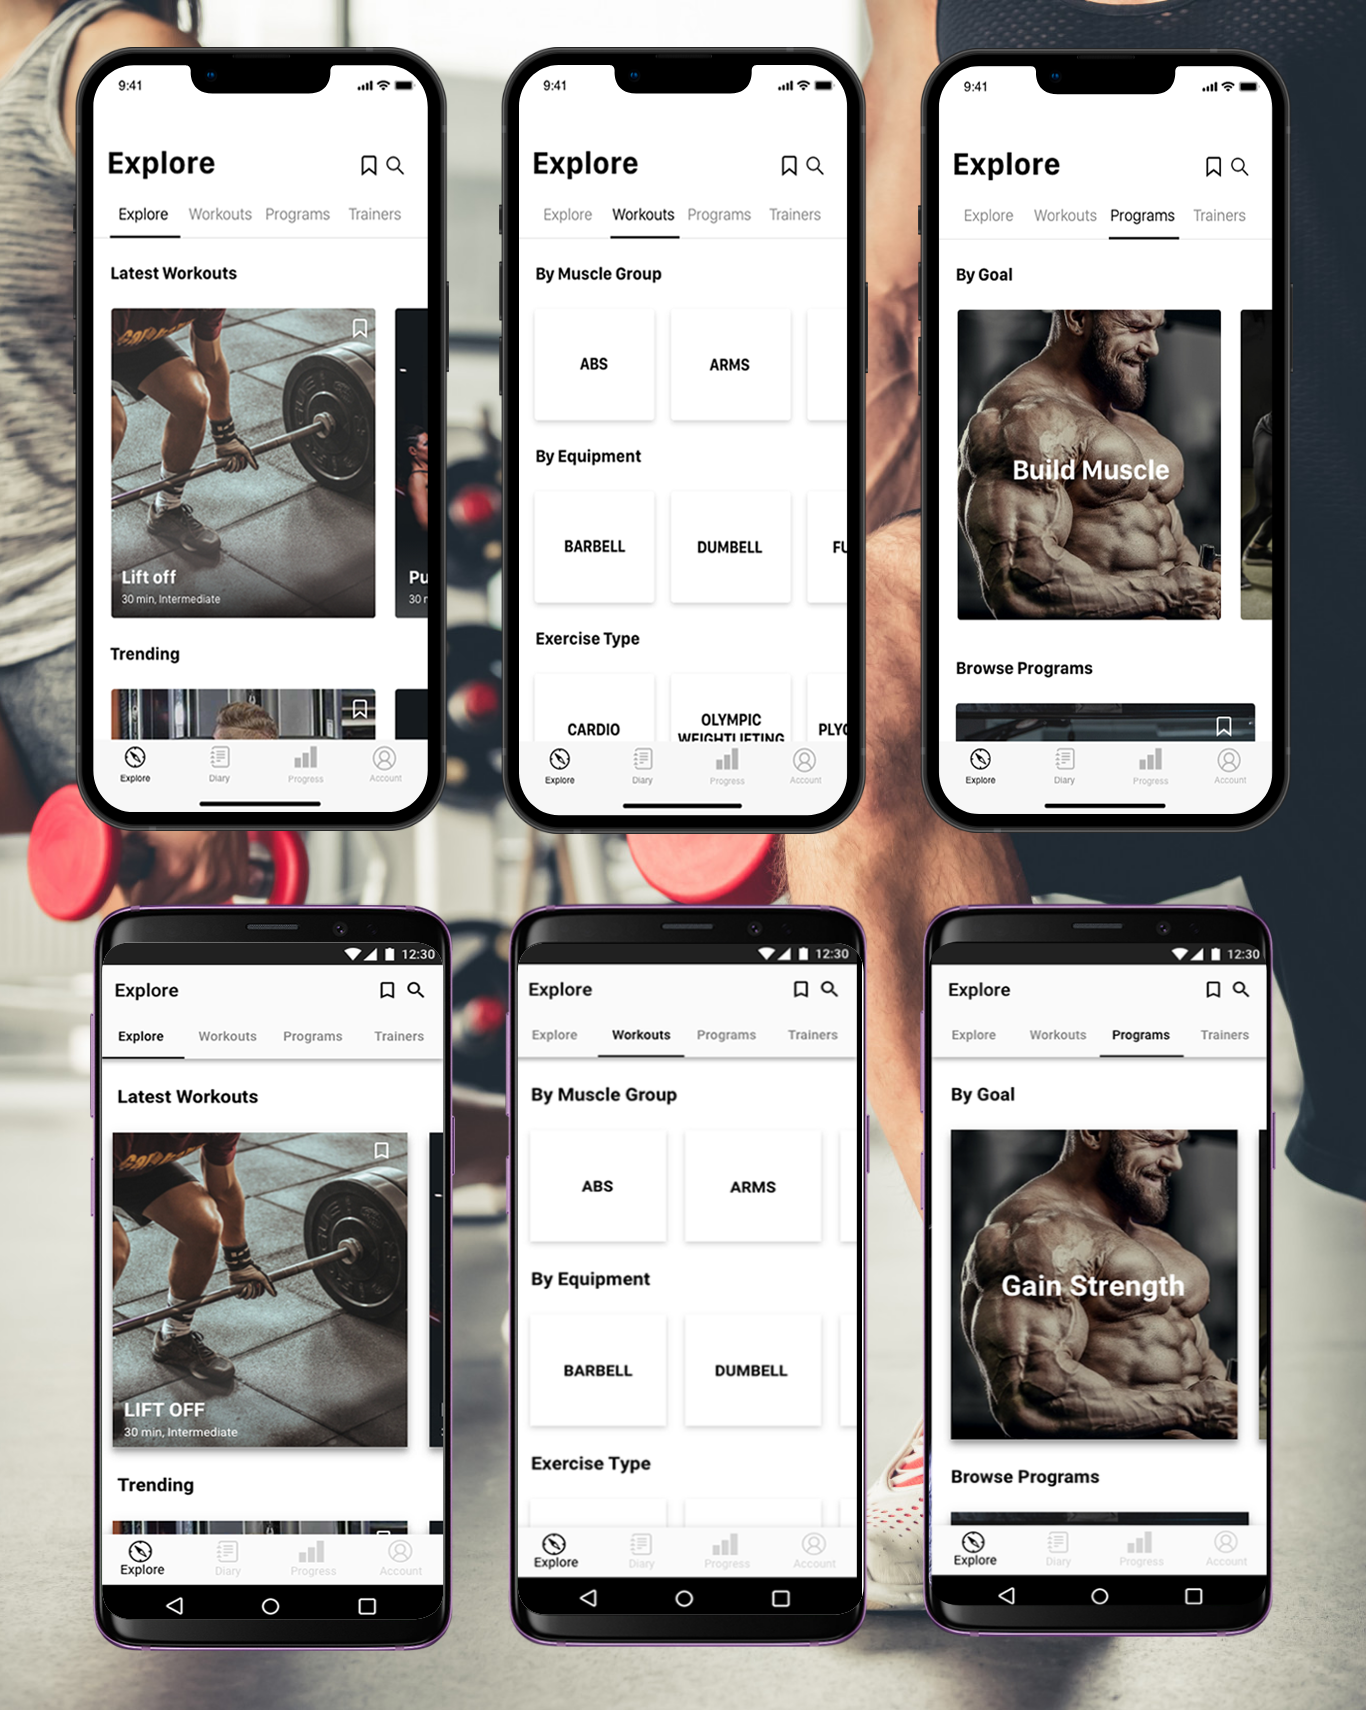 9:41
Explore
Explore Workouts Programs Trainers
Latest Workouts
Lift off
30 min, Intermediate
Pu
30
Trending
Explore Diary Progress Account
9:41
Explore
Explore Workouts Programs Trainers
By Muscle Group
ABS ARMS
By Equipment
BARBELL DUMBELL FU
Exercise Type
CARDIO OLYMPIC
WEIGHTLIFTING
PLYO
Explore Diary Progress Account
9:41
Explore
Explore Workouts Programs Trainers
By Goal
Build Muscle
Browse Programs
Explore Diary Progress Account
12:30
Explore
Explore Workouts Programs Trainers
Latest Workouts
LIFT OFF
30 min, Intermediate
Trending
Explore Diary Progress Account
12:30
Explore
Explore Workouts Programs Trainers
By Muscle Group
ABS ARMS
By Equipment
BARBELL DUMBELL
Exercise Type
Explore Diary Progress Account
12:30
Explore
Explore Workouts Programs Trainers
By Goal
Gain Strength
Browse Programs
Explore Diary Progress Account